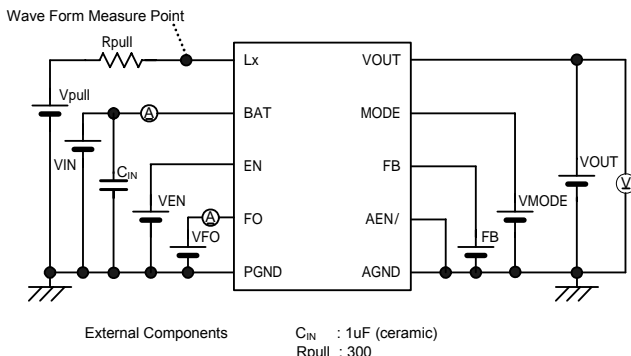 Wave Form Measure Point
Rpull
Lx
VOUT
Vpull
A
BAT
MODE
VIN
CIN
EN
FB
VOUT
V
VEN
A
FO
AEN/
VMODE
VFO
FB
PGND
AGND
External Components
CIN : 1uF (ceramic)
Rpull : 300